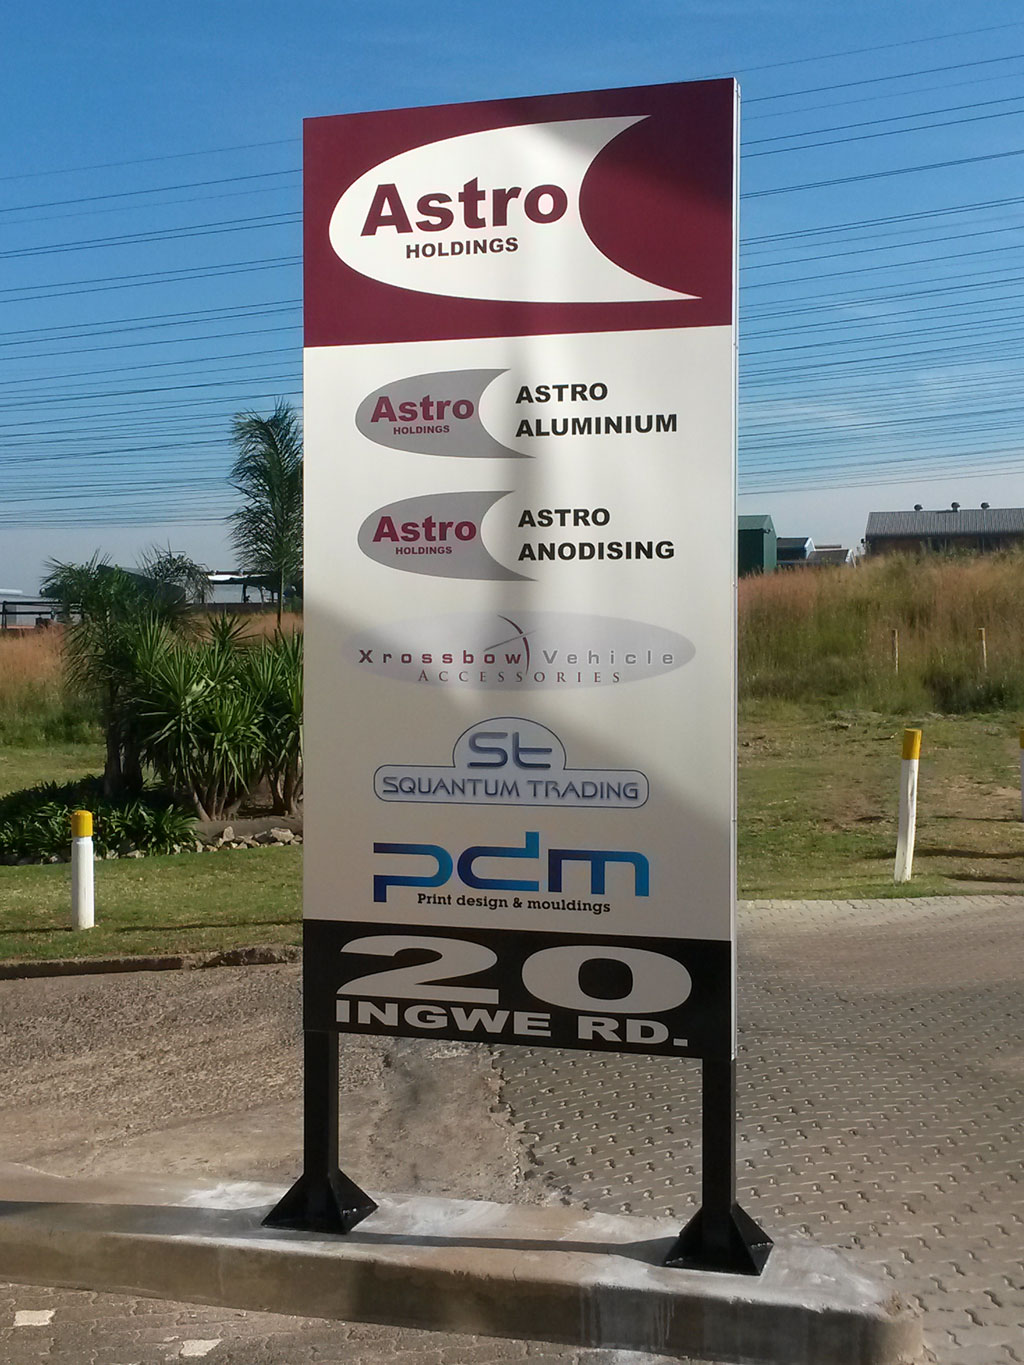 Astro
HOLDINGS
Astro
HOLDINGS
ASTRO
ALUMINIUM
Astro
HOLDINGS
ASTRO
ANODISING
Xrossbow Vehicle
ACCESSORIES
St
SQUANTUM TRADING
pdm
Print design & mouldings
20
INGWE RD.